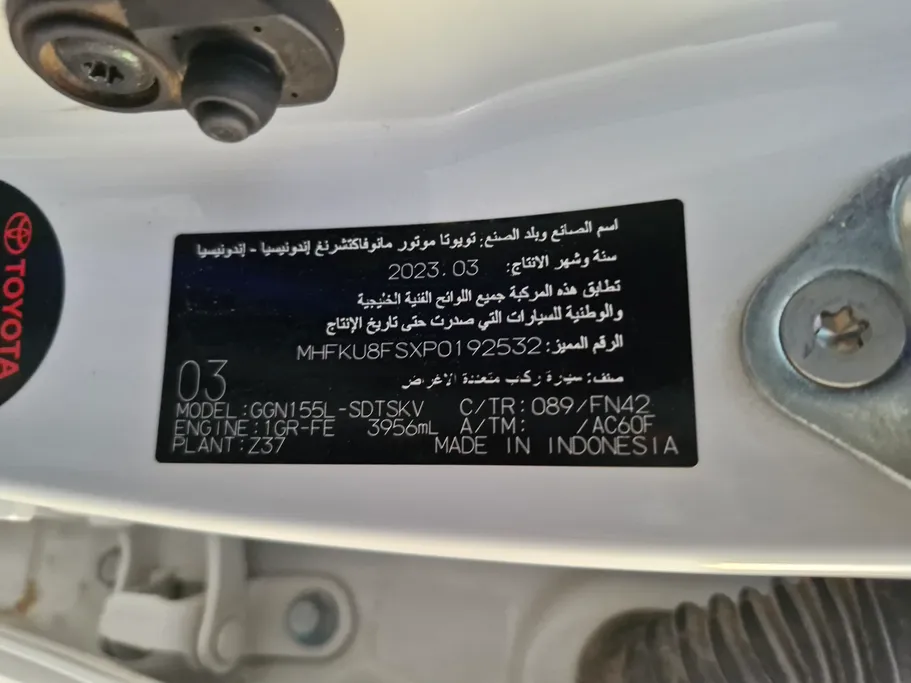 TOYOTA
اسم الصانع وبلد الصنع: تويوتا موتور مانوفاكتشرنغ إندونيسيا - إندونيسيا
سنة وشهر الانتاج: 2023.03
تطابق هذه المركبة جميع اللوائح الفنية الخليجية
والوطنية للسيارات التي صدرت حتى تاريخ الإنتاج
الرقم المميز: MHFKU8FSXP0192532
صنف: سيارة ركب متعددة الاغراض
03
MODEL:GGN155L-SDTSKV C/TR:089/FN42
ENGINE:1GR-FE 3956mL A/TM: /AC60F
PLANT:Z37 MADE IN INDONESIA